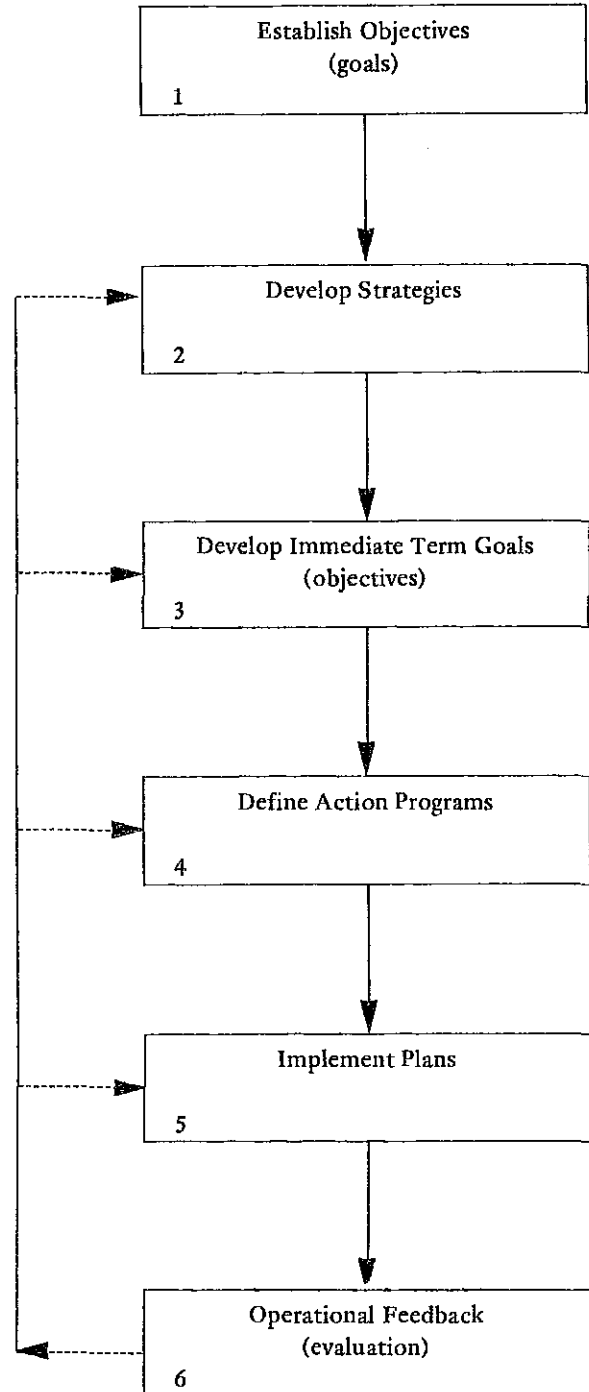 Establish Objectives
(goals)
1
Develop Strategies
2
Develop Immediate Term Goals
(objectives)
3
Define Action Programs
4
Implement Plans
5
Operational Feedback
(evaluation)
6